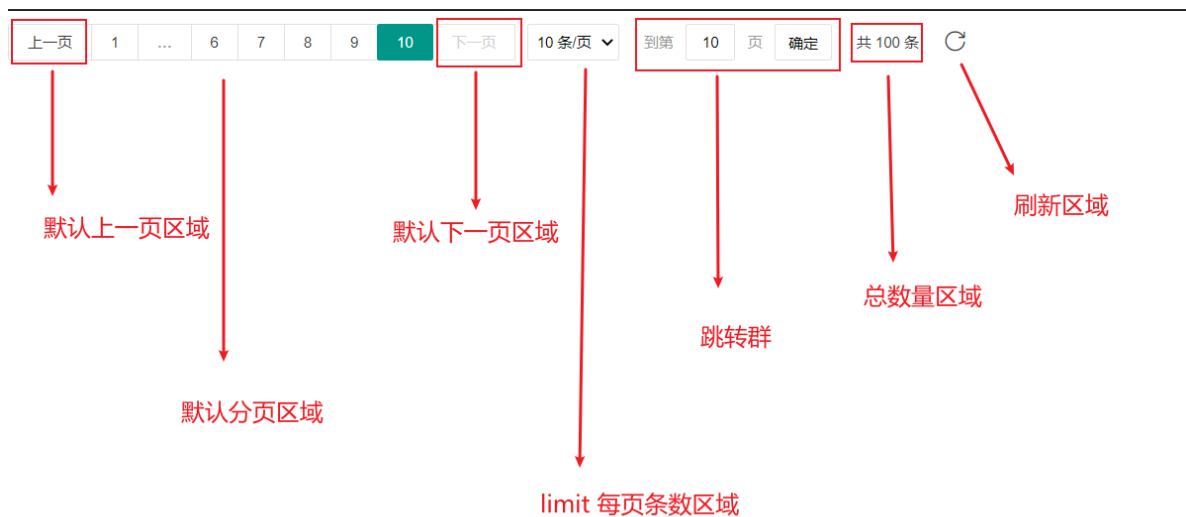 上一页 1 … 6 7 8 9 10 下一页 10 条/页 到第 10 页 确定 共 100 条
刷新区域
默认上一页区域
默认下一页区域
总数量区域
跳转群
默认分页区域
limit 每页条数区域